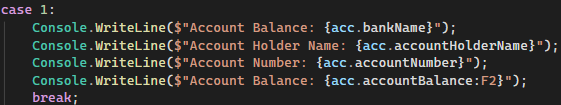 case 1:
    Console.WriteLine($"Account Balance: {acc.bankName}");
    Console.WriteLine($"Account Holder Name: {acc.accountHolderName}");
    Console.WriteLine($"Account Number: {acc.accountNumber}");
    Console.WriteLine($"Account Balance: {acc.accountBalance:F2}");
    break;